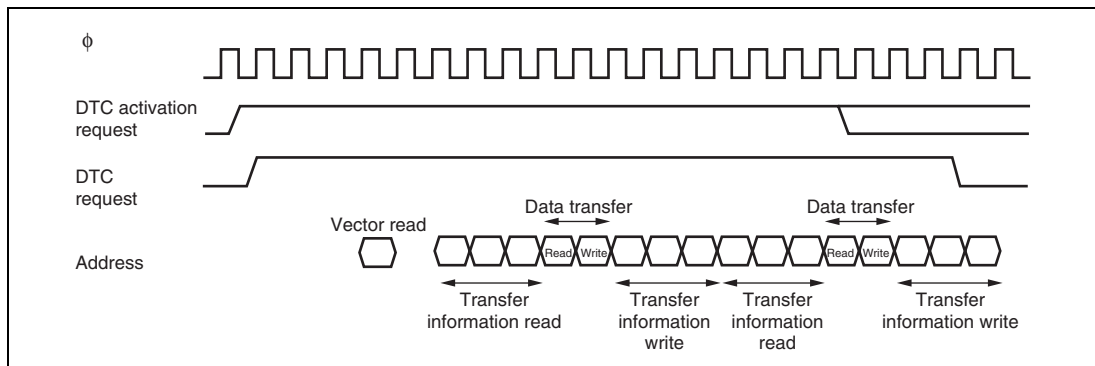 ϕ
DTC activation
request
DTC
request
Data transfer
Data transfer
Vector read
Address
Read
Write
Read
Write
Transfer
information read
Transfer
information
write
Transfer
information
read
Transfer
information write